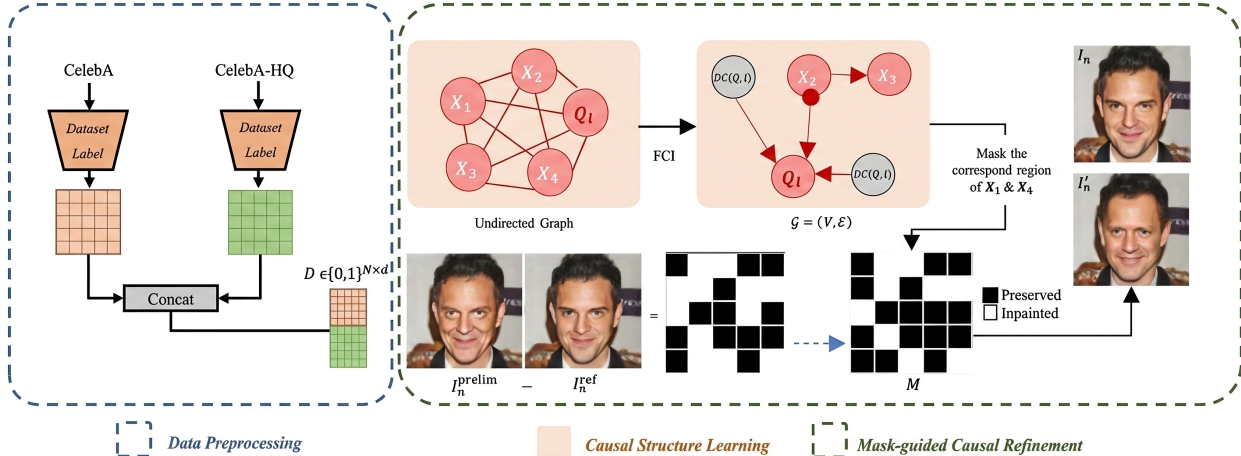 CelebA
CelebA-HQ
Dataset
Label
Dataset
Label
Concat
D ∈{0,1}^{N×d}
X_1
X_2
Q_l
X_3
X_4
Undirected Graph
FCI
DC(Q,l)
X_2
X_3
Q_l
DC(Q,l)
𝒢 = (V,ℰ)
Mask the
correspond region
of X_1 & X_4
I_n
I_n'
I_n^{prelim} − I_n^{ref}
=
M
Preserved
Inpainted
Data Preprocessing
Causal Structure Learning
Mask-guided Causal Refinement